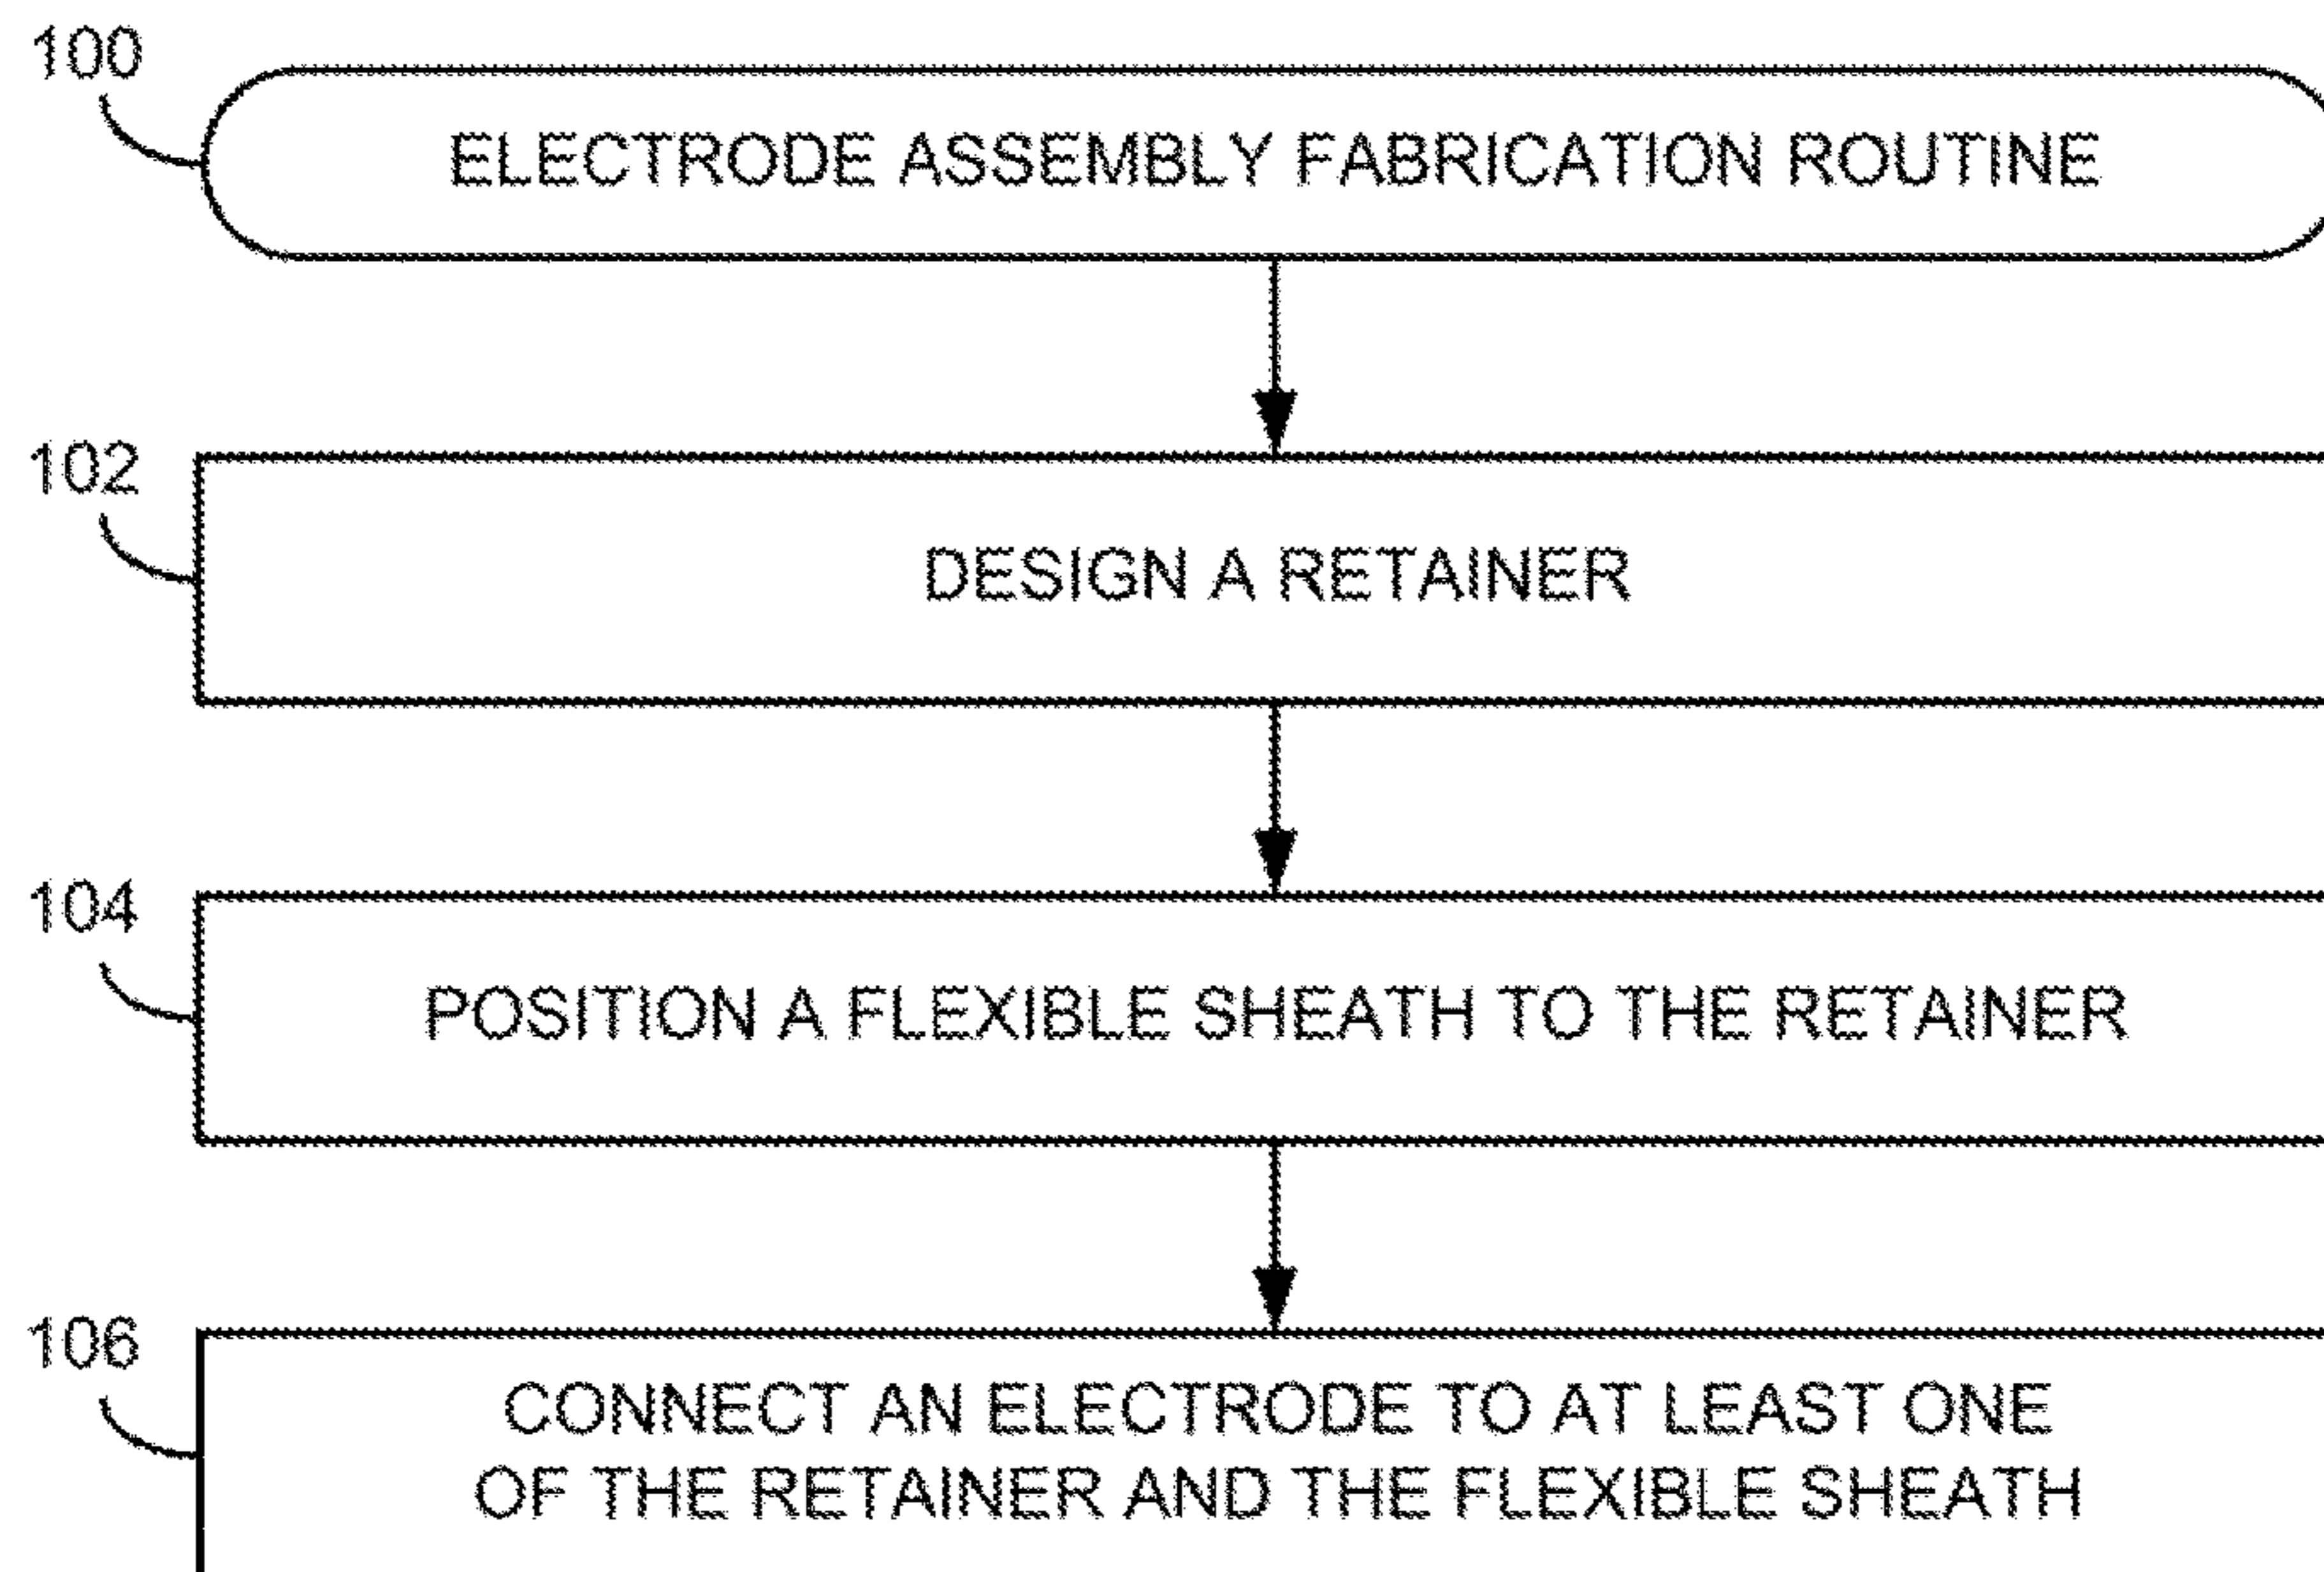 100
ELECTRODE ASSEMBLY FABRICATION ROUTINE
102
DESIGN A RETAINER
104
POSITION A FLEXIBLE SHEATH TO THE RETAINER
106
CONNECT AN ELECTRODE TO AT LEAST ONE
OF THE RETAINER AND THE FLEXIBLE SHEATH